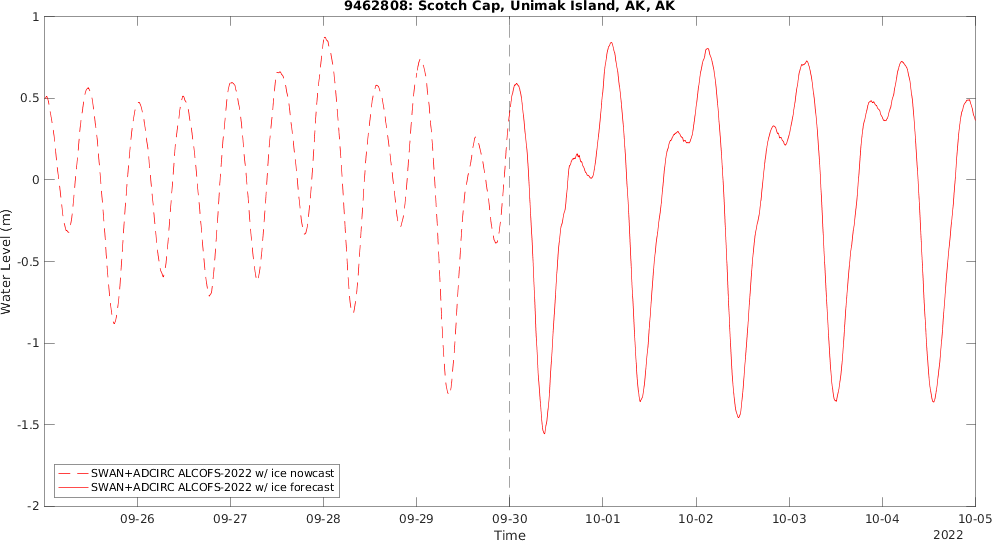 9462808: Scotch Cap, Unimak Island, AK, AK
1
0.5
0
-0.5
-1
-1.5
-2
Water Level (m)
SWAN+ADCIRC ALCOFS-2022 w/ ice nowcast
SWAN+ADCIRC ALCOFS-2022 w/ ice forecast
09-26 09-27 09-28 09-29 09-30 10-01 10-02 10-03 10-04 10-05
Time
2022